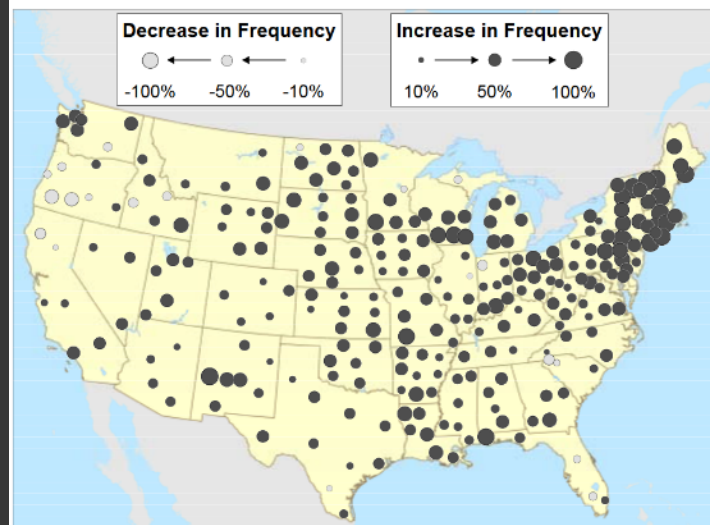 Decrease in Frequency
-100% -50% -10%
Increase in Frequency
10% 50% 100%